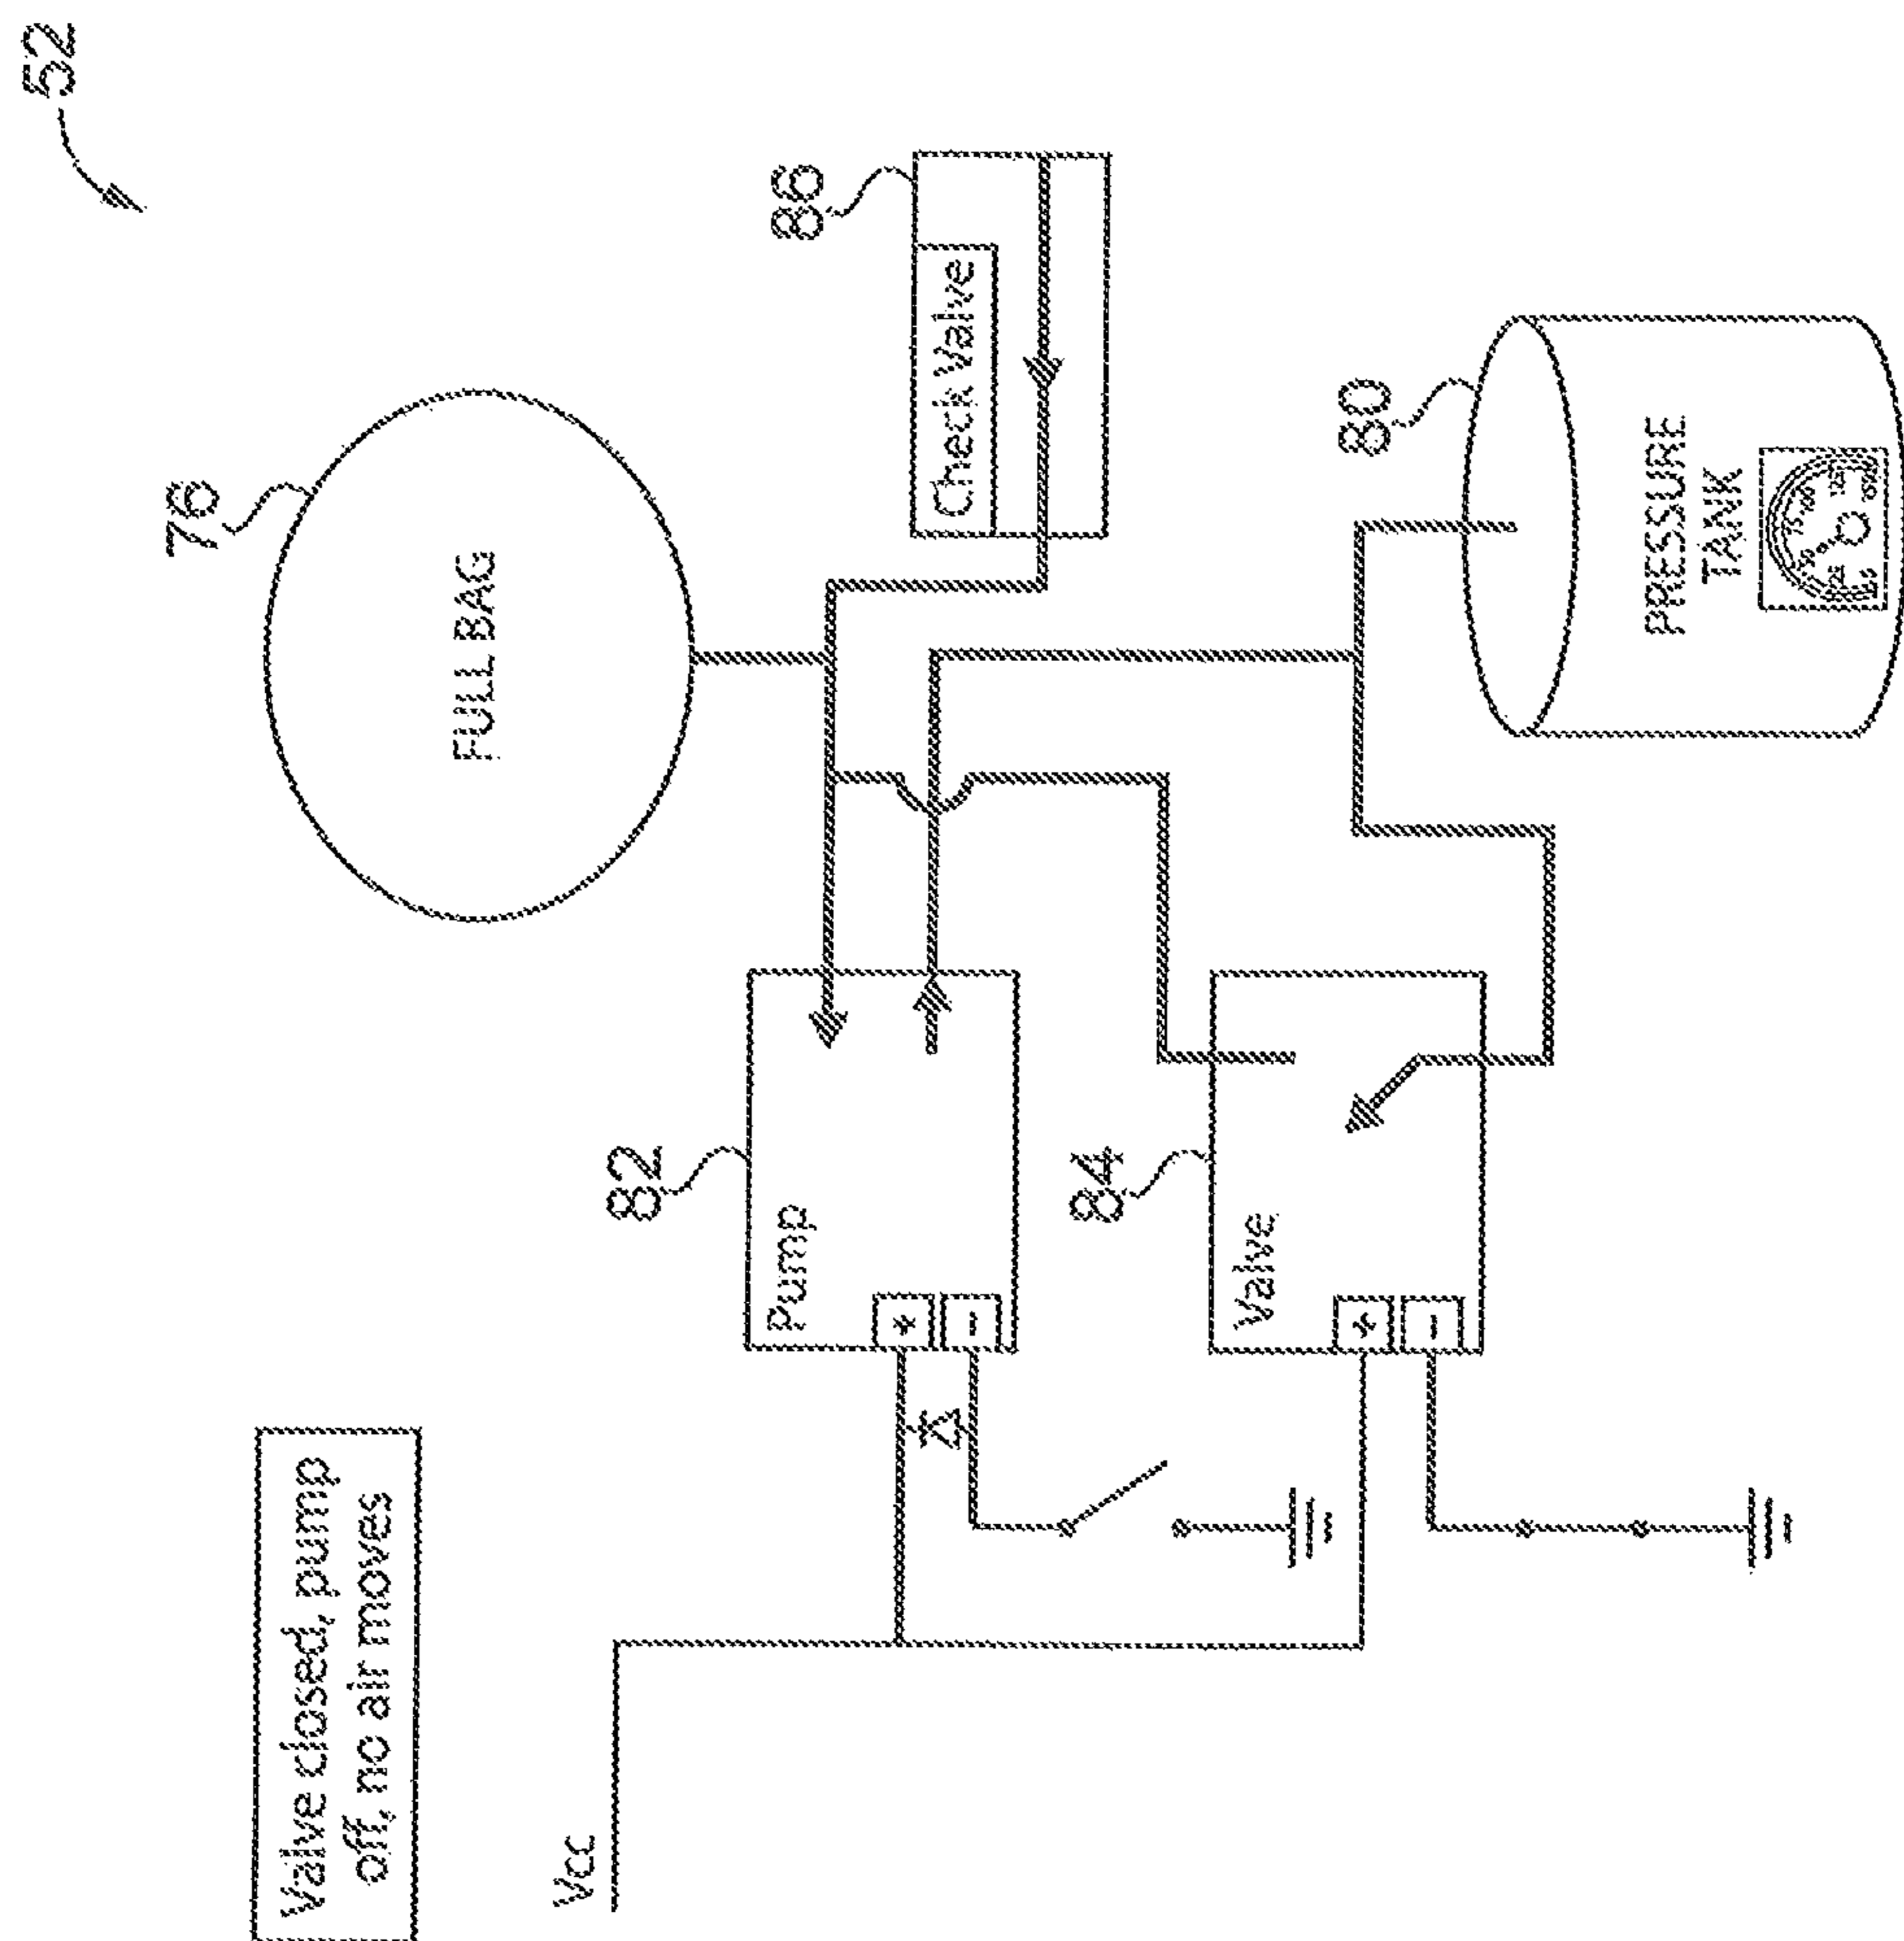 52
76
FULL BAG
86
Check Valve
82
Pump
+
-
84
Valve
+
-
80
PRESSURE
TANK
Valve closed, pump
off, no air moves
Vcc